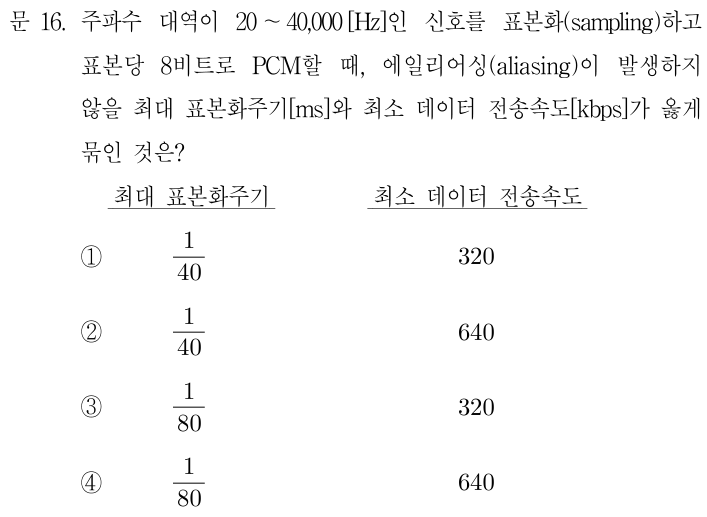 문 16. 주파수 대역이 20 ~ 40,000[Hz]인 신호를 표본화(sampling)하고
표본당 8비트로 PCM할 때, 에일리어싱(aliasing)이 발생하지
않을 최대 표본화주기[ms]와 최소 데이터 전송속도[kbps]가 옳게
묶인 것은?
최대 표본화주기 최소 데이터 전송속도
① 1/40 320
② 1/40 640
③ 1/80 320
④ 1/80 640